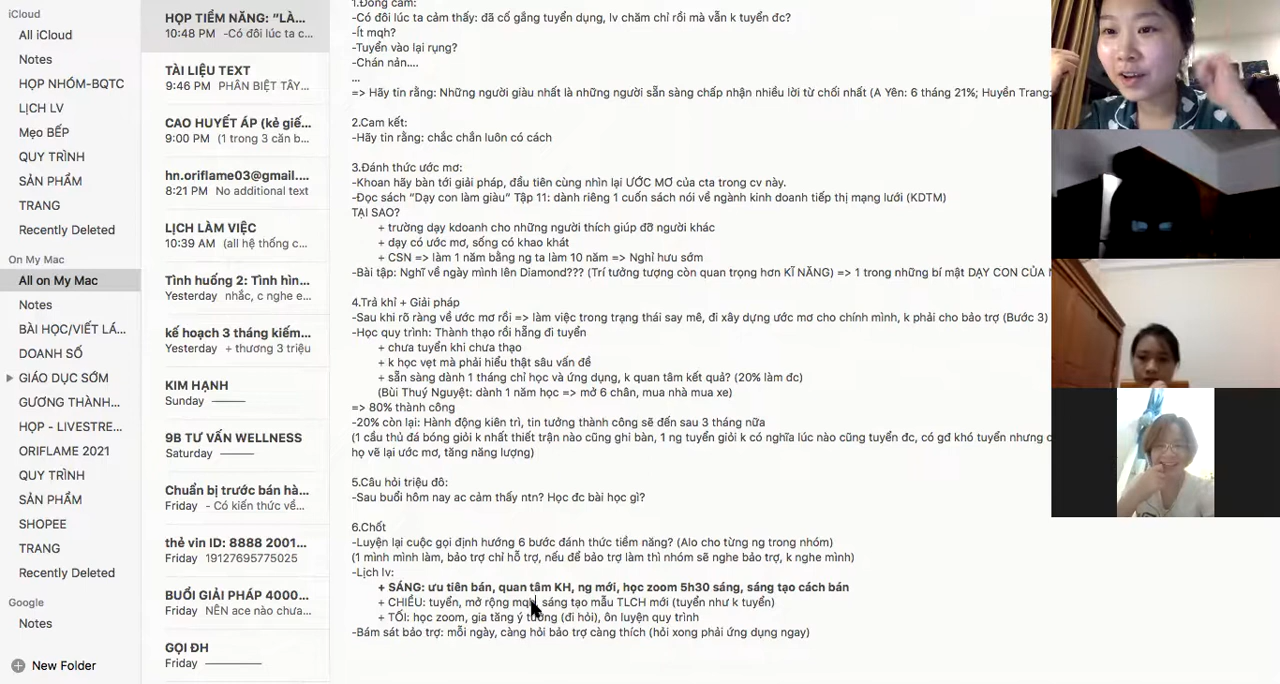 iCloud
All iCloud
Notes
HỌP NHÓM-BQTC
LỊCH LV
Mẹo BẾP
QUY TRÌNH
SẢN PHẨM
TRANG
Recently Deleted
On My Mac
All on My Mac
Notes
BÀI HỌC/VIẾT LÁ...
DOANH SỐ
GIÁO DỤC SỚM
GƯƠNG THÀNH...
HỌP - LIVESTRE...
ORIFLAME 2021
QUY TRÌNH
SẢN PHẨM
SHOPEE
TRANG
Recently Deleted
Google
Notes
New Folder
HỌP TIỀM NĂNG: "LÀ...
10:48 PM -Có đôi lúc ta c...
TÀI LIỆU TEXT
9:46 PM PHÂN BIỆT TÂY...
CAO HUYẾT ÁP (kẻ giế...
9:00 PM (1 trong 3 căn b...
hn.oriflame03@gmail....
8:21 PM No additional text
LỊCH LÀM VIỆC
10:39 AM (all hệ thống c...
Tình huống 2: Tình hìn...
Yesterday nhắc, c nghe e...
kế hoạch 3 tháng kiếm...
Yesterday + thương 3 triệu
KIM HẠNH
Sunday ————
9B TƯ VẤN WELLNESS
Saturday ————
Chuẩn bị trước bán hà...
Friday - Có kiến thức về...
thẻ vin ID: 8888 2001...
Friday 19127695775025
BUỔI GIẢI PHÁP 4000...
Friday NÊN ace nào chưa...
GỌI ĐH
Friday ————
1.Đồng cảm:
-Có đôi lúc ta cảm thấy: đã cố gắng tuyển dụng, lv chăm chỉ rồi mà vẫn k tuyển đc?
-Ít mqh?
-Tuyển vào lại rụng?
-Chán nản....
...
=> Hãy tin rằng: Những người giàu nhất là những người sẵn sàng chấp nhận nhiều lời từ chối nhất (A Yên: 6 tháng 21%; Huyền Trang:
2.Cam kết:
-Hãy tin rằng: chắc chắn luôn có cách
3.Đánh thức ước mơ:
-Khoan hãy bàn tới giải pháp, đầu tiên cùng nhìn lại ƯỚC MƠ của cta trong cv này.
-Đọc sách "Dạy con làm giàu" Tập 11: dành riêng 1 cuốn sách nói về ngành kinh doanh tiếp thị mạng lưới (KDTM)
TẠI SAO?
+ trường dạy kdoanh cho những người thích giúp đỡ người khác
+ dạy có ước mơ, sống có khao khát
+ CSN => làm 1 năm bằng ng ta làm 10 năm => Nghỉ hưu sớm
-Bài tập: Nghĩ về ngày mình lên Diamond??? (Trí tưởng tượng còn quan trọng hơn KĨ NĂNG) => 1 trong những bí mật DẠY CON CỦA
4.Trả khỉ + Giải pháp
-Sau khi rõ ràng về ước mơ rồi => làm việc trong trạng thái say mê, đi xây dựng ước mơ cho chính mình, k phải cho bảo trợ (Bước 3)
-Học quy trình: Thành thạo rồi hẵng đi tuyển
+ chưa tuyển khi chưa thạo
+ k học vẹt mà phải hiểu thật sâu vấn đề
+ sẵn sàng dành 1 tháng chỉ học và ứng dụng, k quan tâm kết quả? (20% làm đc)
(Bùi Thuý Nguyệt: dành 1 năm học => mở 6 chân, mua nhà mua xe)
=> 80% thành công
-20% còn lại: Hành động kiên trì, tin tưởng thành công sẽ đến sau 3 tháng nữa
(1 cầu thủ đá bóng giỏi k nhất thiết trận nào cũng ghi bàn, 1 ng tuyển giỏi k có nghĩa lúc nào cũng tuyển đc, có gđ khó tuyển nhưng
họ vẽ lại ước mơ, tăng năng lượng)
5.Câu hỏi triệu đô:
-Sau buổi hôm nay ac cảm thấy ntn? Học đc bài học gì?
6.Chốt
-Luyện lại cuộc gọi định hướng 6 bước đánh thức tiềm năng? (Alo cho từng ng trong nhóm)
(1 mình mình làm, bảo trợ chỉ hỗ trợ, nếu để bảo trợ làm thì nhóm sẽ nghe bảo trợ, k nghe mình)
-Lịch lv:
+ SÁNG: ưu tiên bán, quan tâm KH, ng mới, học zoom 5h30 sáng, sáng tạo cách bán
+ CHIỀU: tuyển, mở rộng mqh, sáng tạo mẫu TLCH mới (tuyển như k tuyển)
+ TỐI: học zoom, gia tăng ý tưởng (đi hỏi), ôn luyện quy trình
-Bám sát bảo trợ: mỗi ngày, càng hỏi bảo trợ càng thích (hỏi xong phải ứng dụng ngay)